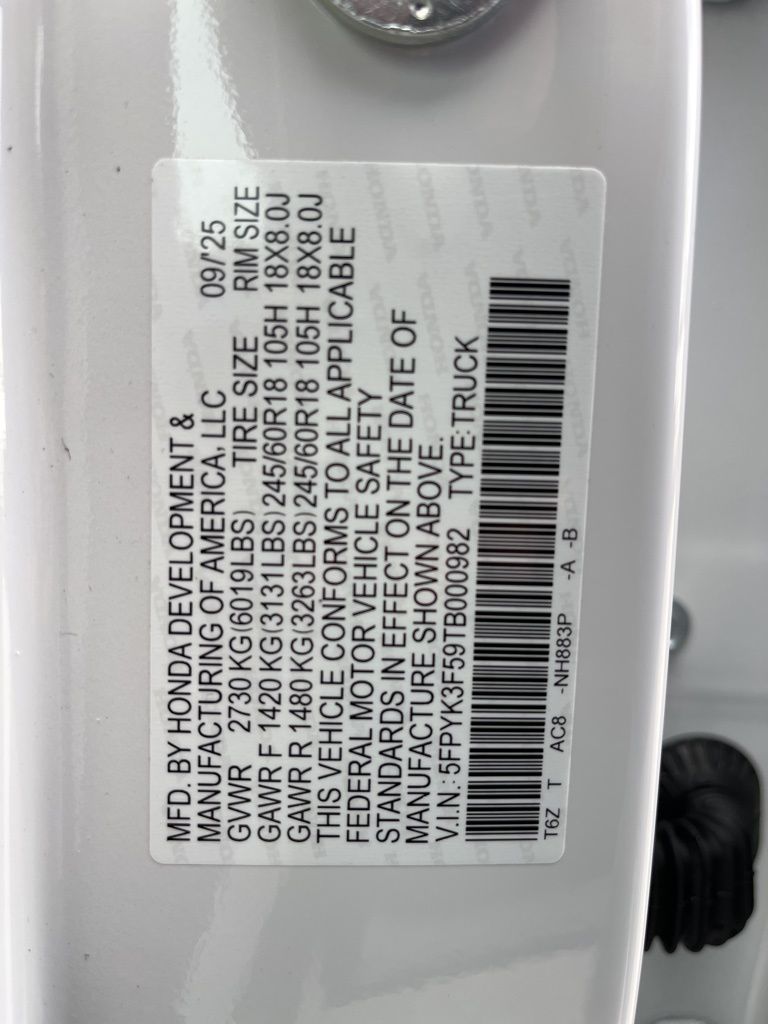 MFD. BY HONDA DEVELOPMENT &
MANUFACTURING OF AMERICA, LLC 09/'25
GVWR 2730 KG(6019LBS) TIRE SIZE RIM SIZE
GAWR F 1420 KG(3131LBS) 245/60R18 105H 18X8.0J
GAWR R 1480 KG(3263LBS) 245/60R18 105H 18X8.0J
THIS VEHICLE CONFORMS TO ALL APPLICABLE
FEDERAL MOTOR VEHICLE SAFETY
STANDARDS IN EFFECT ON THE DATE OF
MANUFACTURE SHOWN ABOVE.
V.I.N.: 5FPYK3F59TB000982 TYPE: TRUCK
T6Z T AC8 -NH883P -A -B